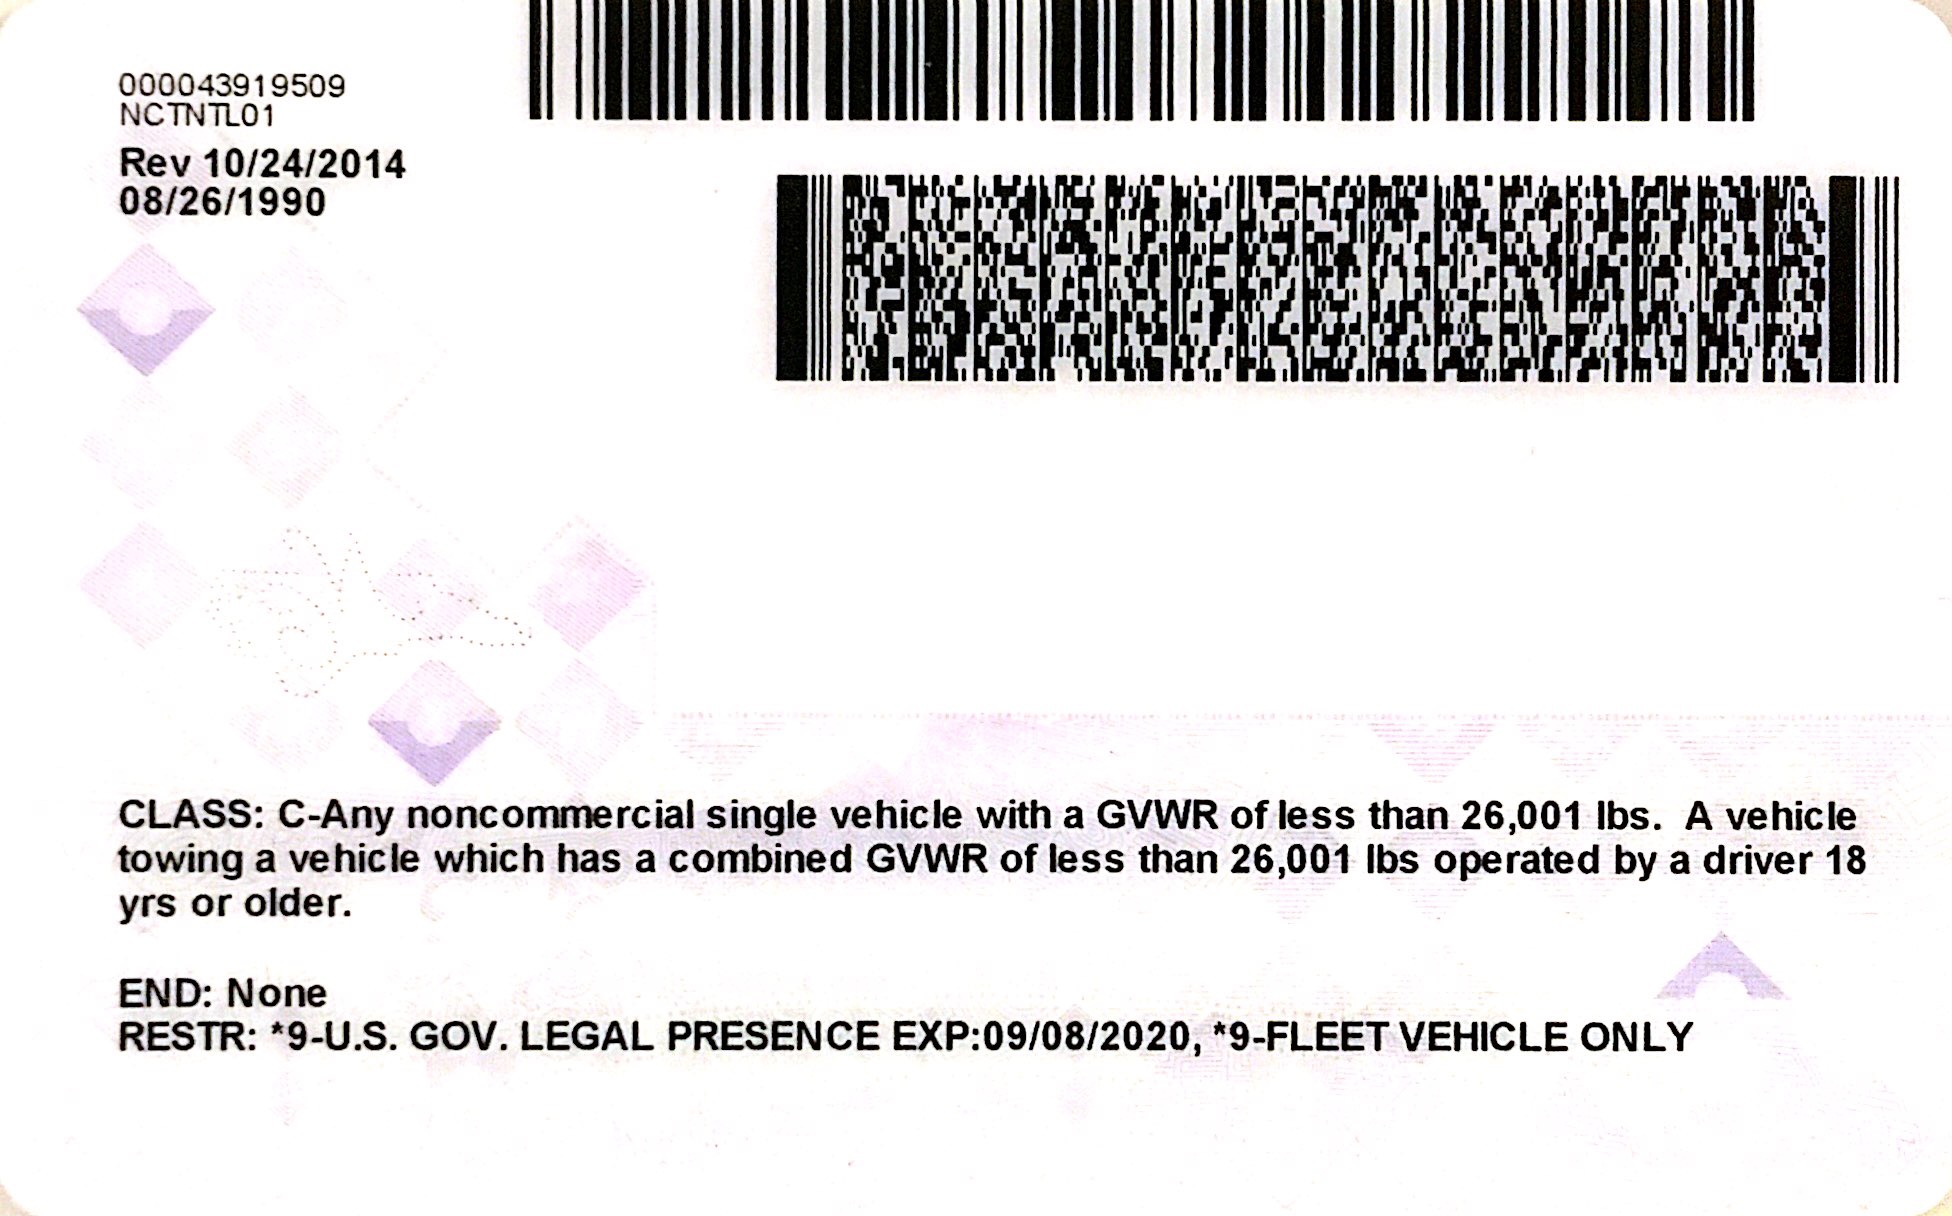 000043919509
NCTNTL01
Rev 10/24/2014
08/26/1990
CLASS: C-Any noncommercial single vehicle with a GVWR of less than 26,001 lbs. A vehicle
towing a vehicle which has a combined GVWR of less than 26,001 lbs operated by a driver 18
yrs or older.
END: None
RESTR: *9-U.S. GOV. LEGAL PRESENCE EXP:09/08/2020, *9-FLEET VEHICLE ONLY